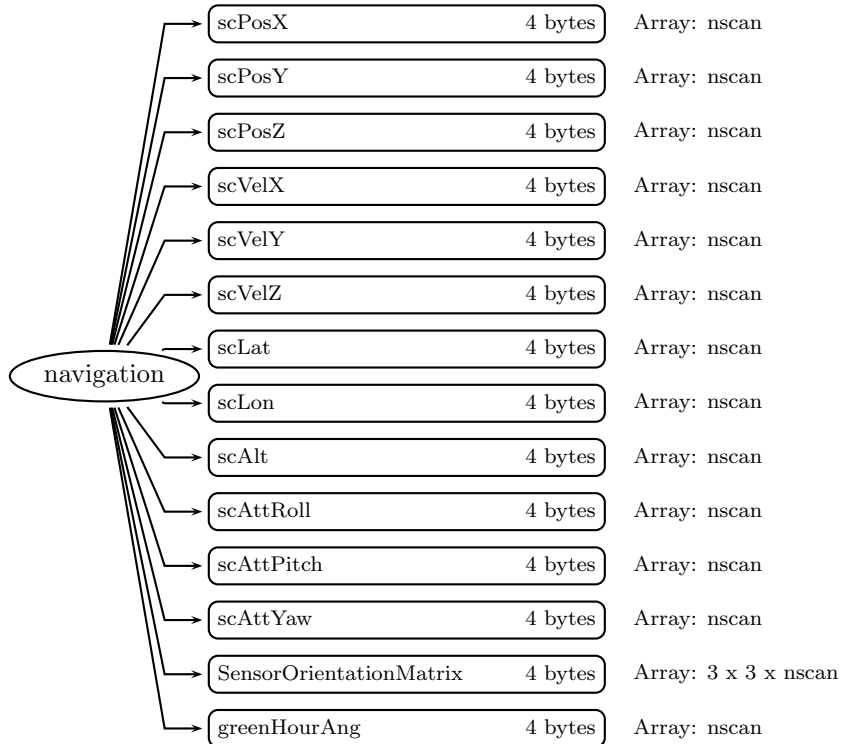 scPosX 4 bytes Array: nscan
scPosY 4 bytes Array: nscan
scPosZ 4 bytes Array: nscan
scVelX 4 bytes Array: nscan
scVelY 4 bytes Array: nscan
scVelZ 4 bytes Array: nscan
scLat 4 bytes Array: nscan
navigation
scLon 4 bytes Array: nscan
scAlt 4 bytes Array: nscan
scAttRoll 4 bytes Array: nscan
scAttPitch 4 bytes Array: nscan
scAttYaw 4 bytes Array: nscan
SensorOrientationMatrix 4 bytes Array: 3 x 3 x nscan
greenHourAng 4 bytes Array: nscan